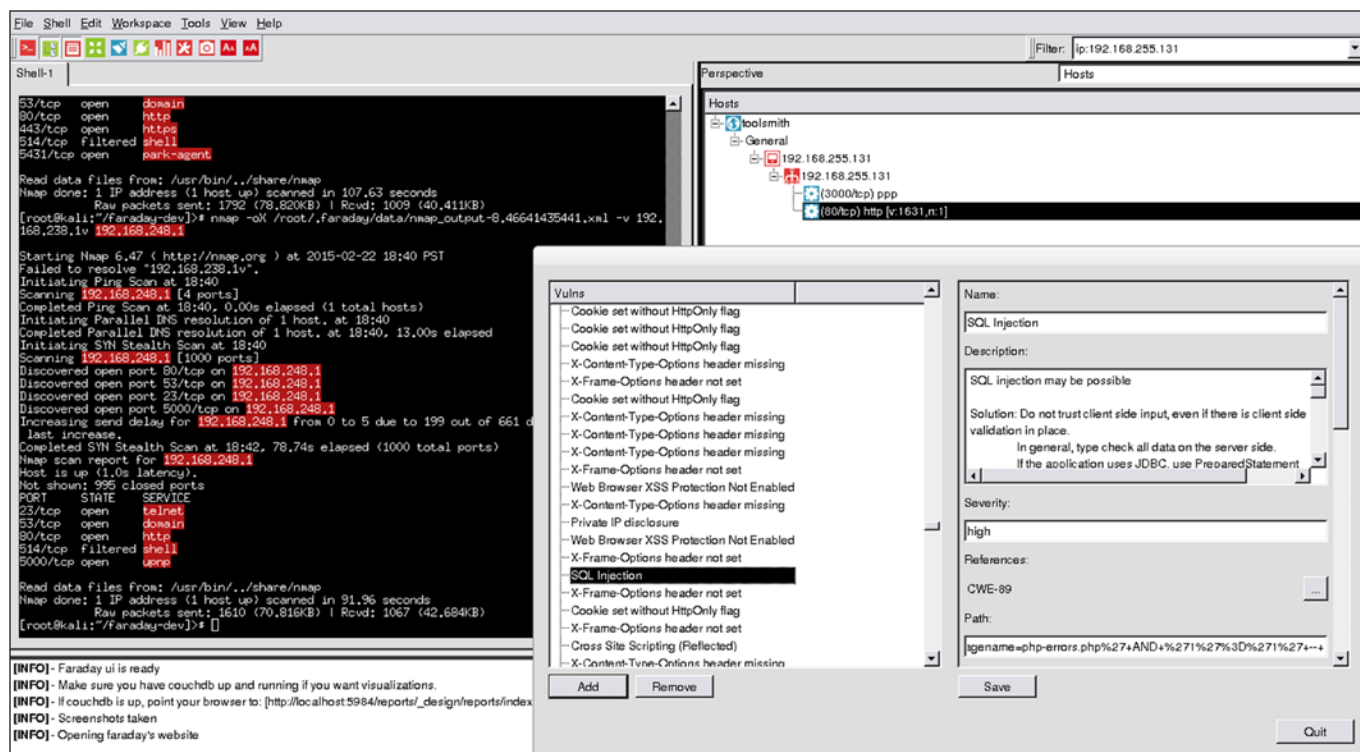 File Shell Edit Workspace Tools View Help
Filter: ip:192.168.255.131
Shell-1
53/tcp open domain
80/tcp open http
443/tcp open https
514/tcp filtered shell
5431/tcp open park-agent
Read data files from: /usr/bin/../share/nmap
Nmap done: 1 IP address (1 host up) scanned in 107.63 seconds
Raw packets sent: 1792 (78.820KB) | Rcvd: 1009 (40.411KB)
[root@kali:~/faraday-dev]># nmap -oX /root/.faraday/data/nmap_output-8.46641435441.xml -v 192.
168.238.1v 192.168.248.1
Starting Nmap 6.47 ( http://nmap.org ) at 2015-02-22 18:40 PST
Failed to resolve "192.168.238.1v".
Initiating Ping Scan at 18:40
Scanning 192.168.248.1 [4 ports]
Completed Ping Scan at 18:40, 0.00s elapsed (1 total hosts)
Initiating Parallel DNS resolution of 1 host. at 18:40
Completed Parallel DNS resolution of 1 host. at 18:40, 13.00s elapsed
Initiating SYN Stealth Scan at 18:40
Scanning 192.168.248.1 [1000 ports]
Discovered open port 80/tcp on 192.168.248.1
Discovered open port 53/tcp on 192.168.248.1
Discovered open port 23/tcp on 192.168.248.1
Discovered open port 5000/tcp on 192.168.248.1
Increasing send delay for 192.168.248.1 from 0 to 5 due to 199 out of 661 d
last increase.
Completed SYN Stealth Scan at 18:42, 78.74s elapsed (1000 total ports)
Nmap scan report for 192.168.248.1
Host is up (1.0s latency).
Not shown: 995 closed ports
PORT STATE SERVICE
23/tcp open telnet
53/tcp open domain
80/tcp open http
514/tcp filtered shell
5000/tcp open upnp
Read data files from: /usr/bin/../share/nmap
Nmap done: 1 IP address (1 host up) scanned in 91.96 seconds
Raw packets sent: 1610 (70.816KB) | Rcvd: 1067 (42.684KB)
[root@kali:~/faraday-dev]>#
Perspective Hosts
Hosts
toolsmith
General
192.168.255.131
192.168.255.131
(3000/tcp) ppp
(80/tcp) http [v:1631,n:1]
Vulns
Cookie set without HttpOnly flag
Cookie set without HttpOnly flag
Cookie set without HttpOnly flag
X-Content-Type-Options header missing
X-Frame-Options header not set
Cookie set without HttpOnly flag
X-Content-Type-Options header missing
X-Content-Type-Options header missing
X-Content-Type-Options header missing
X-Frame-Options header not set
Web Browser XSS Protection Not Enabled
X-Content-Type-Options header missing
Private IP disclosure
Web Browser XSS Protection Not Enabled
X-Frame-Options header not set
SQL Injection
X-Frame-Options header not set
Cookie set without HttpOnly flag
X-Frame-Options header not set
Cross Site Scripting (Reflected)
X-Content-Type-Options header missing
Add Remove
Name:
SQL Injection
Description:
SQL injection may be possible
Solution: Do not trust client side input, even if there is client side
validation in place.
In general, type check all data on the server side.
If the application uses JDBC, use PreparedStatement
Severity:
high
References:
CWE-89 ...
Path:
sgename=php-errors.php%27+AND+%271%27%3D%271%27+--+
Save
Quit
[INFO] - Faraday ui is ready
[INFO] - Make sure you have couchdb up and running if you want visualizations.
[INFO] - If couchdb is up, point your browser to: [http://localhost:5984/reports/_design/reports/index
[INFO] - Screenshots taken
[INFO] - Opening faraday's website